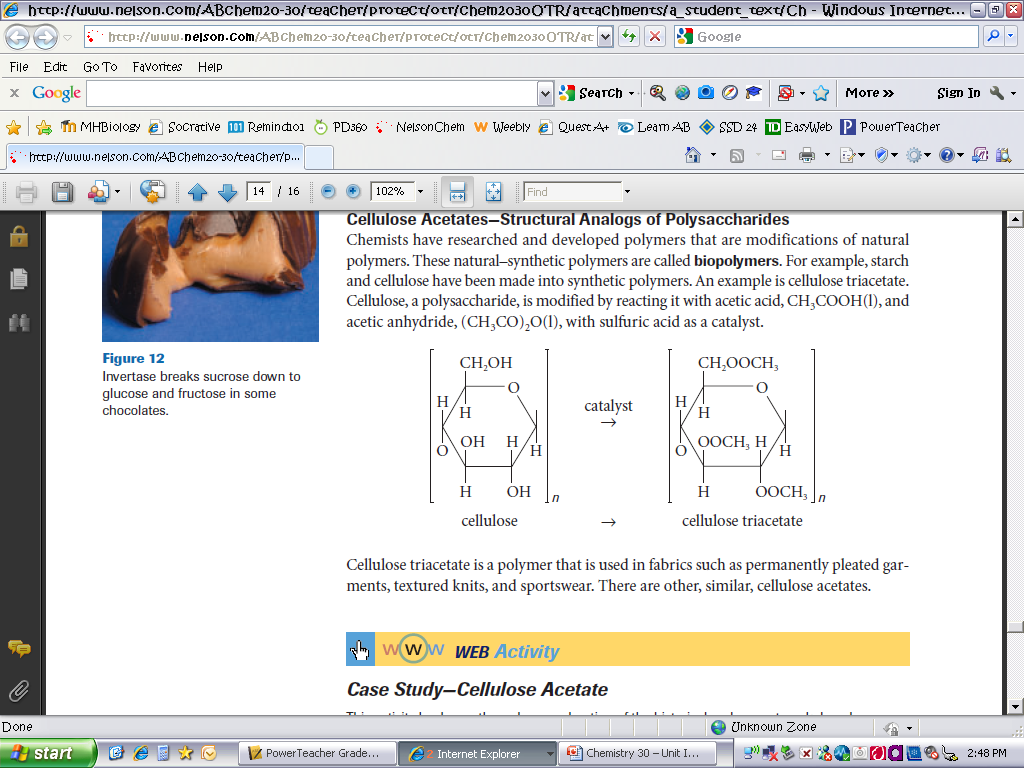 http://www.nelson.com/ABChem20-30/teacher/protect/otr/Chem2030OTR/attachments/a_student_text/Ch - Windows Internet...
http://www.nelson.com/ABChem20-30/teacher/protect/otr/Chem2030OTR/at
Google
File Edit Go To Favorites Help
x Google Search More >> Sign In
MHBiology Socrative Remind101 PD360 NelsonChem Weebly Quest A+ Learn AB SSD 24 EasyWeb PowerTeacher
http://www.nelson.com/ABChem20-30/teacher/p...
14 / 16 102% Find
Cellulose Acetates—Structural Analogs of Polysaccharides
Chemists have researched and developed polymers that are modifications of natural
polymers. These natural–synthetic polymers are called biopolymers. For example, starch
and cellulose have been made into synthetic polymers. An example is cellulose triacetate.
Cellulose, a polysaccharide, is modified by reacting it with acetic acid, CH₃COOH(l), and
acetic anhydride, (CH₃CO)₂O(l), with sulfuric acid as a catalyst.
Figure 12
Invertase breaks sucrose down to
glucose and fructose in some
chocolates.
CH₂OH
O
H
H
OH H
O H
H OH
n
cellulose
catalyst
→
→
CH₂OOCH₃
O
H
H
OOCH₃ H
O H
H OOCH₃
n
cellulose triacetate
Cellulose triacetate is a polymer that is used in fabrics such as permanently pleated gar-
ments, textured knits, and sportswear. There are other, similar, cellulose acetates.
WWW WEB Activity
Case Study—Cellulose Acetate
Done Unknown Zone
start PowerTeacher Grade... Internet Explorer Chemistry 30 – Unit I... 2:48 PM